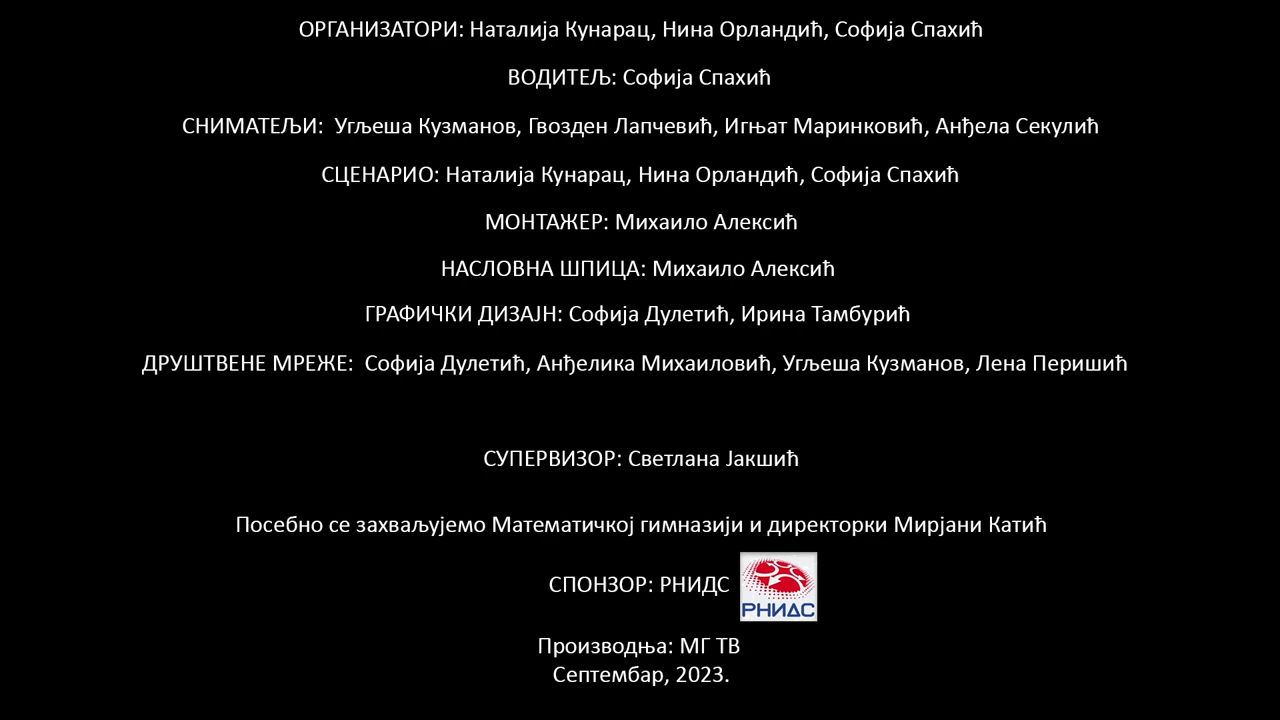 ОРГАНИЗАТОРИ: Наталија Кунарац, Нина Орландић, Софија Спахић
ВОДИТЕЉ: Софија Спахић
СНИМАТЕЉИ:  Угљеша Кузманов, Гвозден Лапчевић, Игњат Маринковић, Анђела Секулић
СЦЕНАРИО: Наталија Кунарац, Нина Орландић, Софија Спахић
МОНТАЖЕР: Михаило Алексић
НАСЛОВНА ШПИЦА: Михаило Алексић
ГРАФИЧКИ ДИЗАЈН: Софија Дулетић, Ирина Тамбурић
ДРУШТВЕНЕ МРЕЖЕ:  Софија Дулетић, Анђелика Михаиловић, Угљеша Кузманов, Лена Перишић
СУПЕРВИЗОР: Светлана Јакшић
Посебно се захваљујемо Математичкој гимназији и директорки Мирјани Катић
СПОНЗОР: РНИДС
РНИДС
Производња: МГ ТВ
Септембар, 2023.